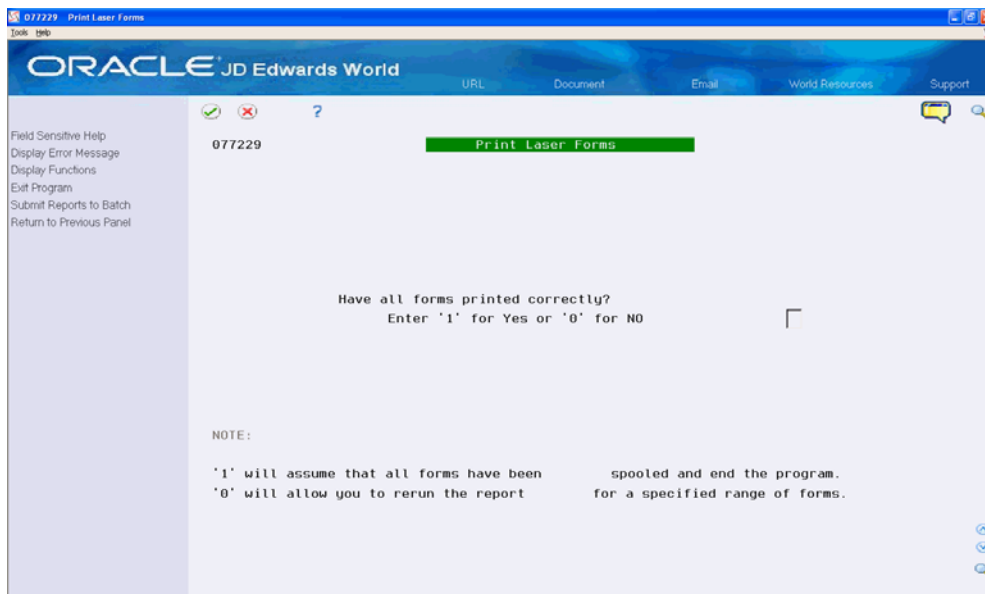 077229 Print Laser Forms
Tools Help
ORACLE JD Edwards World
URL Document Email World Resources Support
?
Field Sensitive Help
Display Error Message
Display Functions
Exit Program
Submit Reports to Batch
Return to Previous Panel
077229 Print Laser Forms
Have all forms printed correctly?
Enter '1' for Yes or '0' for NO
NOTE:
'1' will assume that all forms have been spooled and end the program.
'0' will allow you to rerun the report for a specified range of forms.